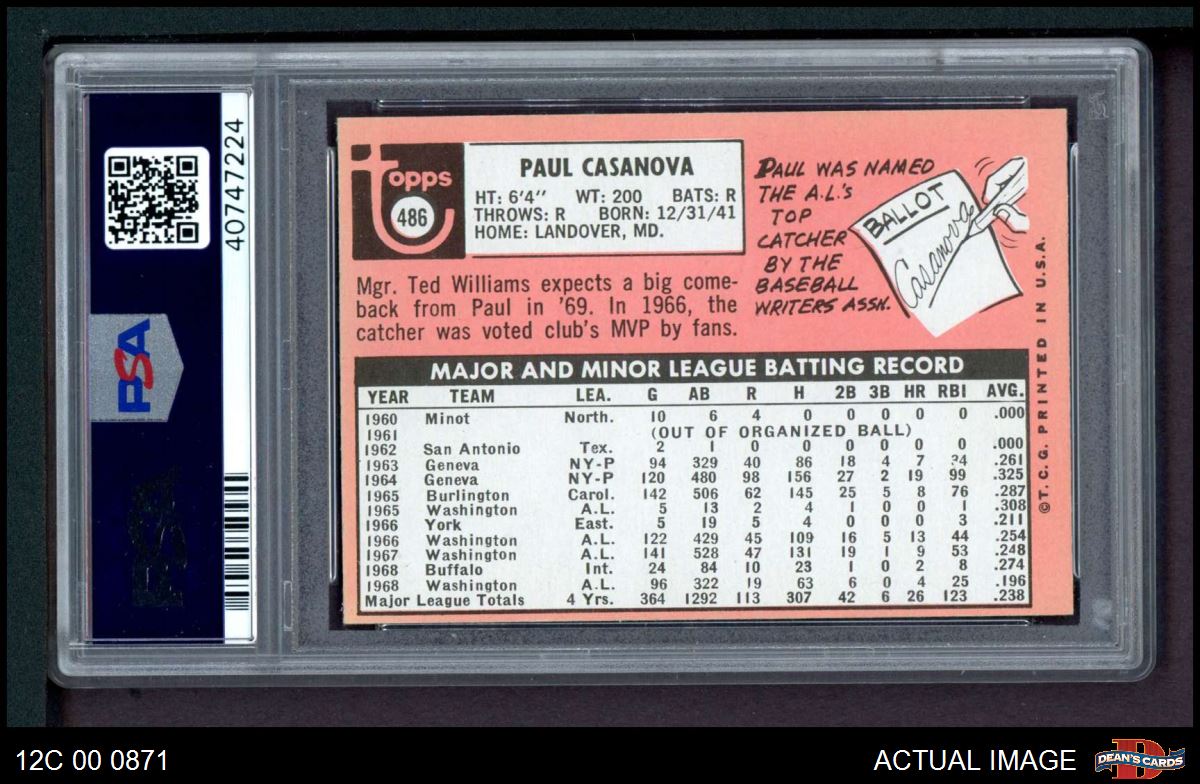 40747224
PSA
topps
486
PAUL CASANOVA
HT: 6'4" WT: 200 BATS: R
THROWS: R BORN: 12/31/41
HOME: LANDOVER, MD.
Mgr. Ted Williams expects a big come-
back from Paul in '69. In 1966, the
catcher was voted club's MVP by fans.
PAUL WAS NAMED
THE A.L.'S
TOP
CATCHER
BY THE
BASEBALL
WRITERS ASSN.
BALLOT
Casanova
MAJOR AND MINOR LEAGUE BATTING RECORD
YEAR TEAM LEA. G AB R H 2B 3B HR RBI AVG.
1960 Minot North. 10 6 4 0 0 0 0 0 .000
1961 (OUT OF ORGANIZED BALL)
1962 San Antonio Tex. 2 1 0 0 0 0 0 0 .000
1963 Geneva NY-P 94 329 40 86 18 4 7 34 .261
1964 Geneva NY-P 120 480 98 156 27 2 19 99 .325
1965 Burlington Carol. 142 506 62 145 25 5 8 76 .287
1965 Washington A.L. 5 13 2 4 1 0 0 1 .308
1966 York East. 5 19 5 4 0 0 0 3 .211
1966 Washington A.L. 122 429 45 109 16 5 13 44 .254
1967 Washington A.L. 141 528 47 131 19 1 9 53 .248
1968 Buffalo Int. 24 84 10 23 1 0 2 8 .274
1968 Washington A.L. 96 322 19 63 6 0 4 25 .196
Major League Totals 4 Yrs. 364 1292 113 307 42 6 26 123 .238
©T.C.G. PRINTED IN U.S.A.
12C 00 0871
ACTUAL IMAGE
D
DEAN'S CARDS